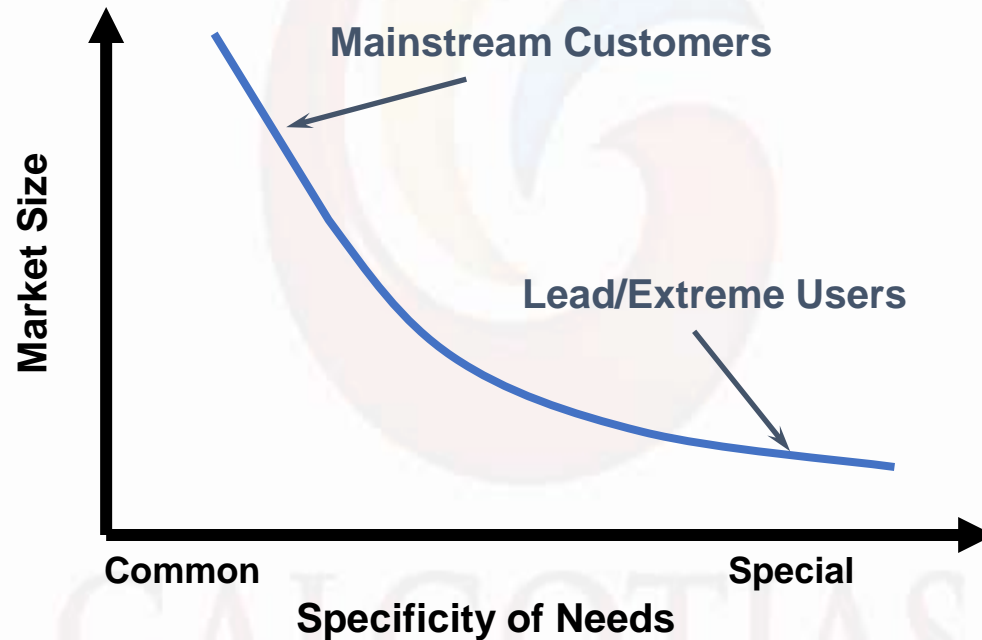 Mainstream Customers
Market Size
Lead/Extreme Users
Common
Special
Specificity of Needs